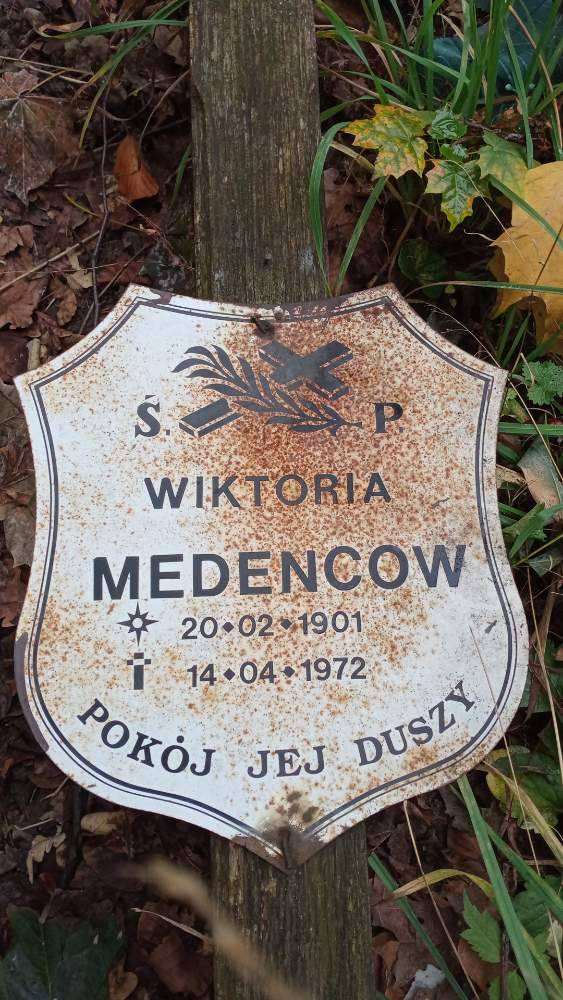 Ś. P
WIKTORIA
MEDENCOW
20•02•1901
14•04•1972
POKÓJ JEJ DUSZY